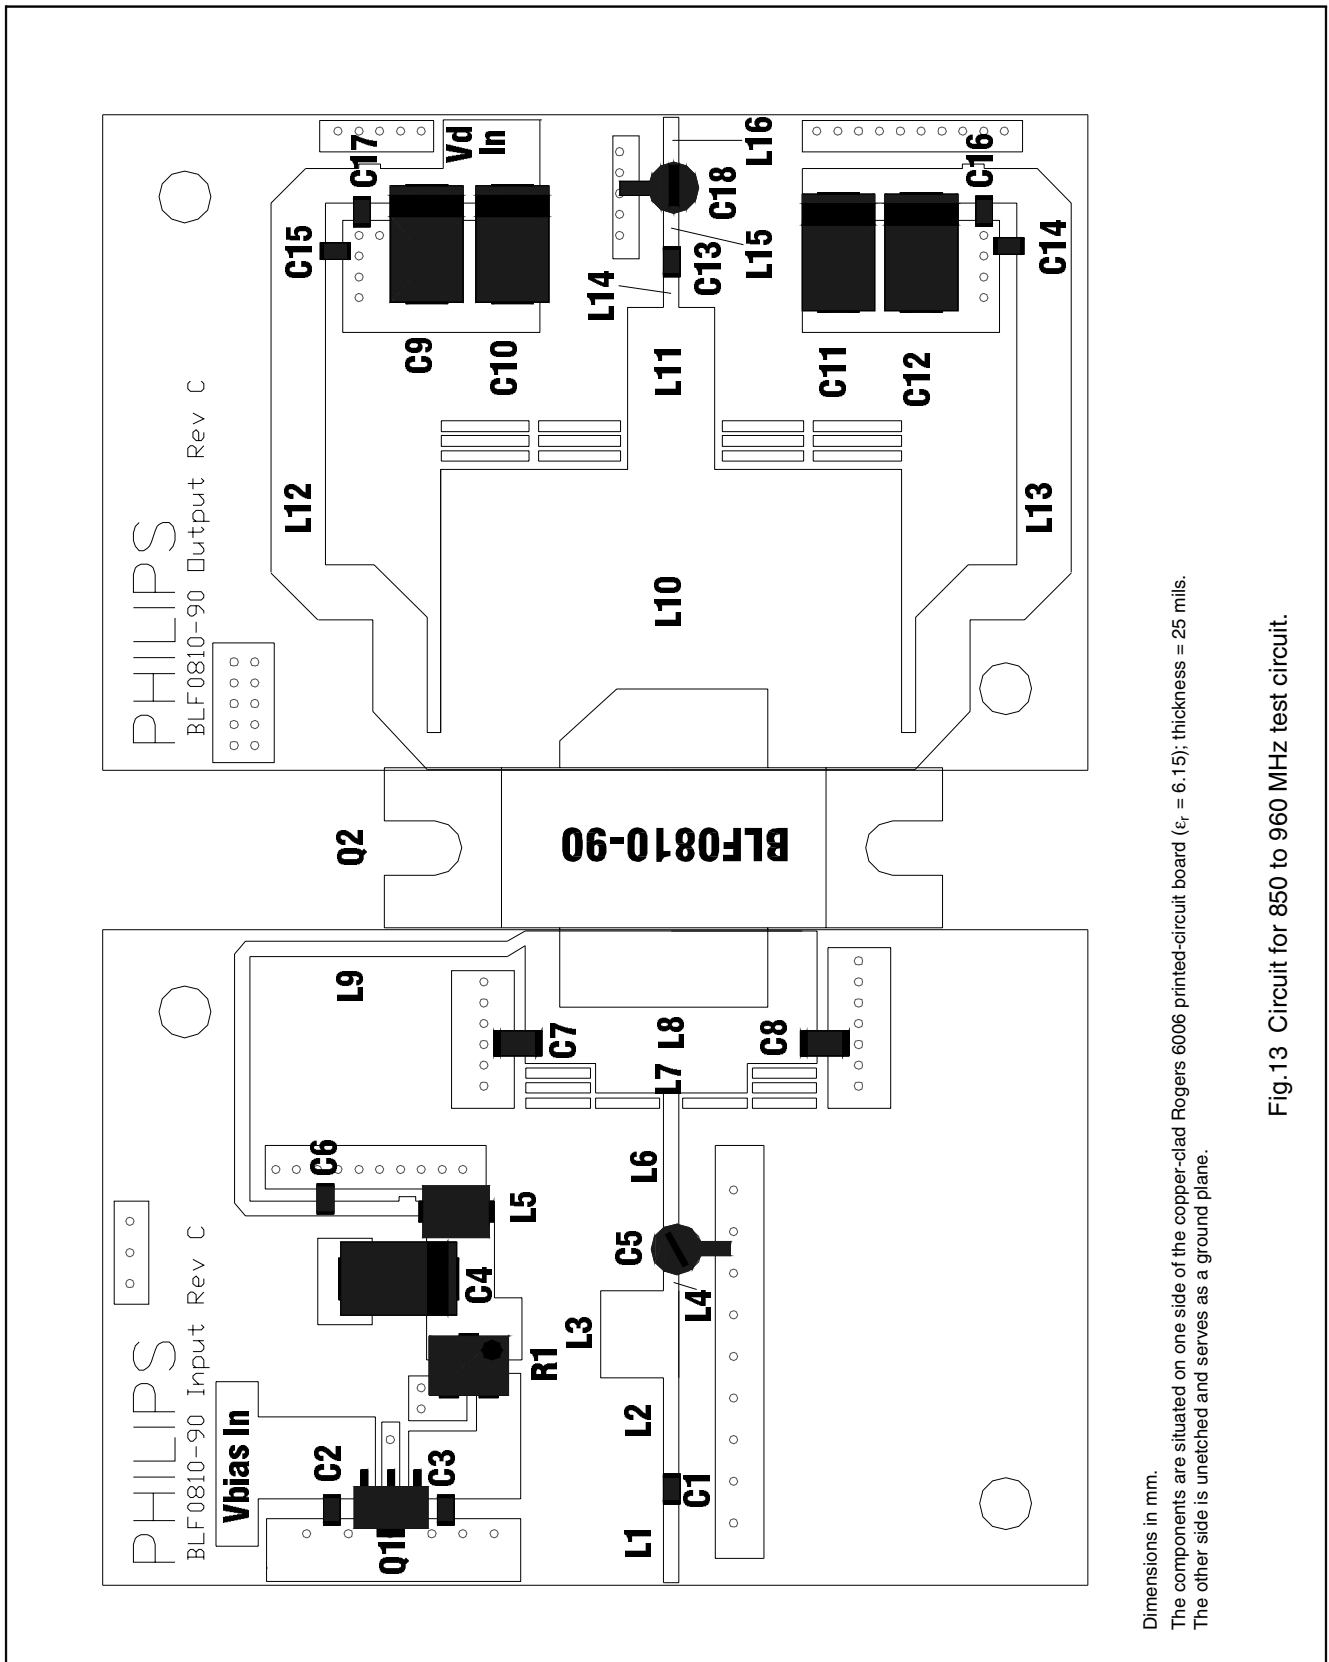 PHILIPS
BLF0810-90 Input Rev C
Vbias In
C2
Q1
C3
R1
C4
L5
C6
L9
C7
L8
C8
L7
L6
C5
L4
L3
L2
C1
L1
Q2
BLF0810-90
PHILIPS
BLF0810-90 Output Rev C
L12
C15
C17
Vd
In
C9
C10
L14
L11
L10
C13
C18
L15
L16
C11
C12
C16
C14
L13
Dimensions in mm.
The components are situated on one side of the copper-clad Rogers 6006 printed-circuit board (εr = 6.15); thickness = 25 mils.
The other side is unetched and serves as a ground plane.
Fig.13 Circuit for 850 to 960 MHz test circuit.